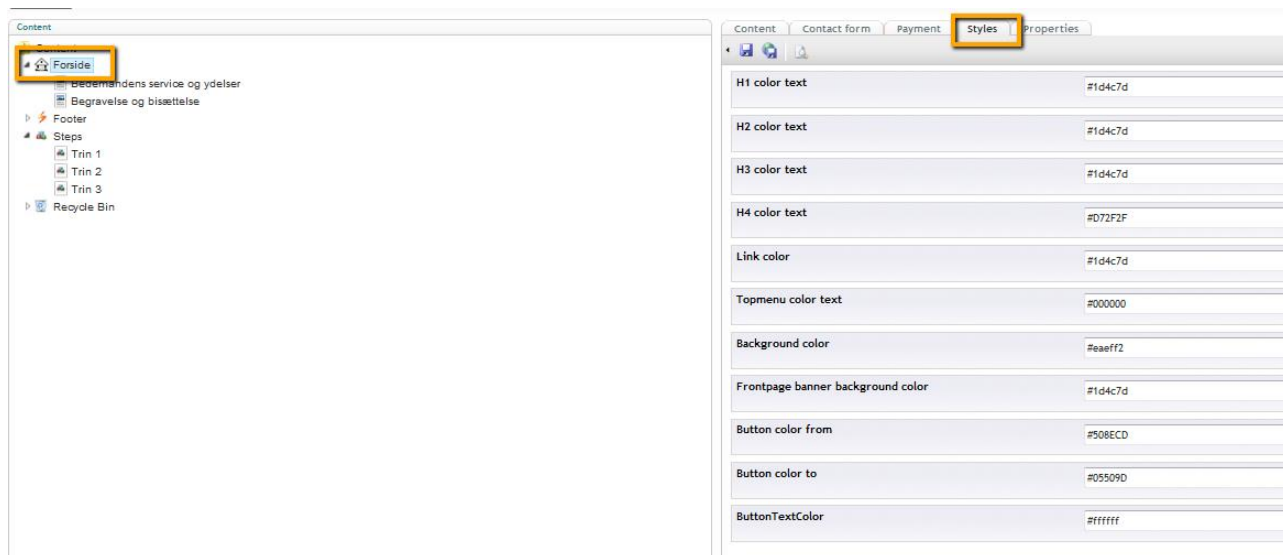 Content
Content
Forside
Bedemandens service og ydelser
Begravelse og bisættelse
Footer
Steps
Trin 1
Trin 2
Trin 3
Recycle Bin
Content
Contact form
Payment
Styles
Properties
H1 color text
#1d4c7d
H2 color text
#1d4c7d
H3 color text
#1d4c7d
H4 color text
#D72F2F
Link color
#1d4c7d
Topmenu color text
#000000
Background color
#eaeff2
Frontpage banner background color
#1d4c7d
Button color from
#508ECD
Button color to
#05509D
ButtonTextColor
#ffffff